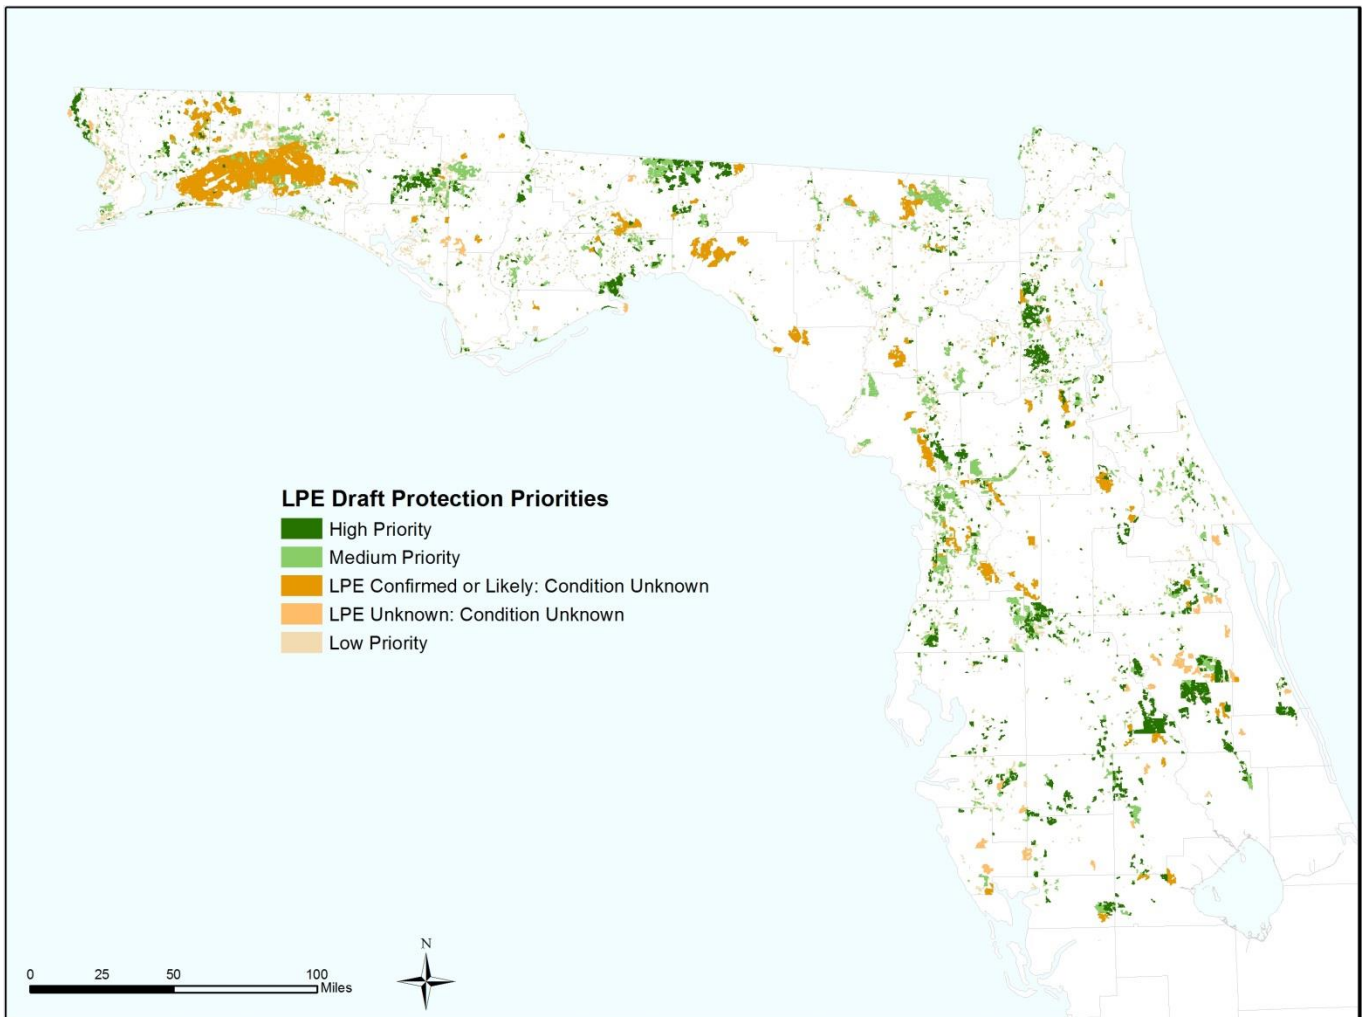 LPE Draft Protection Priorities
High Priority
Medium Priority
LPE Confirmed or Likely: Condition Unknown
LPE Unknown: Condition Unknown
Low Priority
N
0 25 50 100
Miles